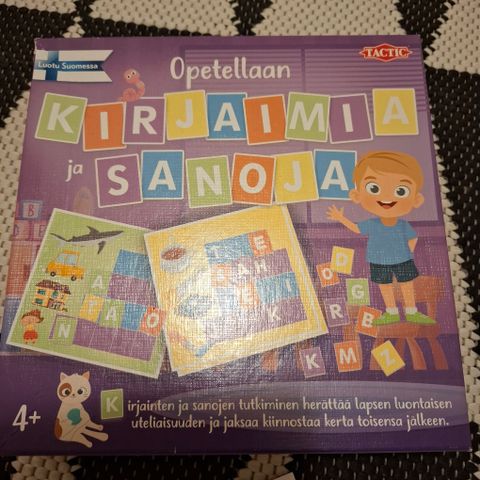 Luotu Suomessa
TACTIC
Opetellaan
KIRJAIMIA
ja SANOJA
O D
I R G
R B
K M Z
4+
Kirjainten ja sanojen tutkiminen herättää lapsen luontaisen
uteliaisuuden ja jaksaa kiinnostaa kerta toisensa jälkeen.